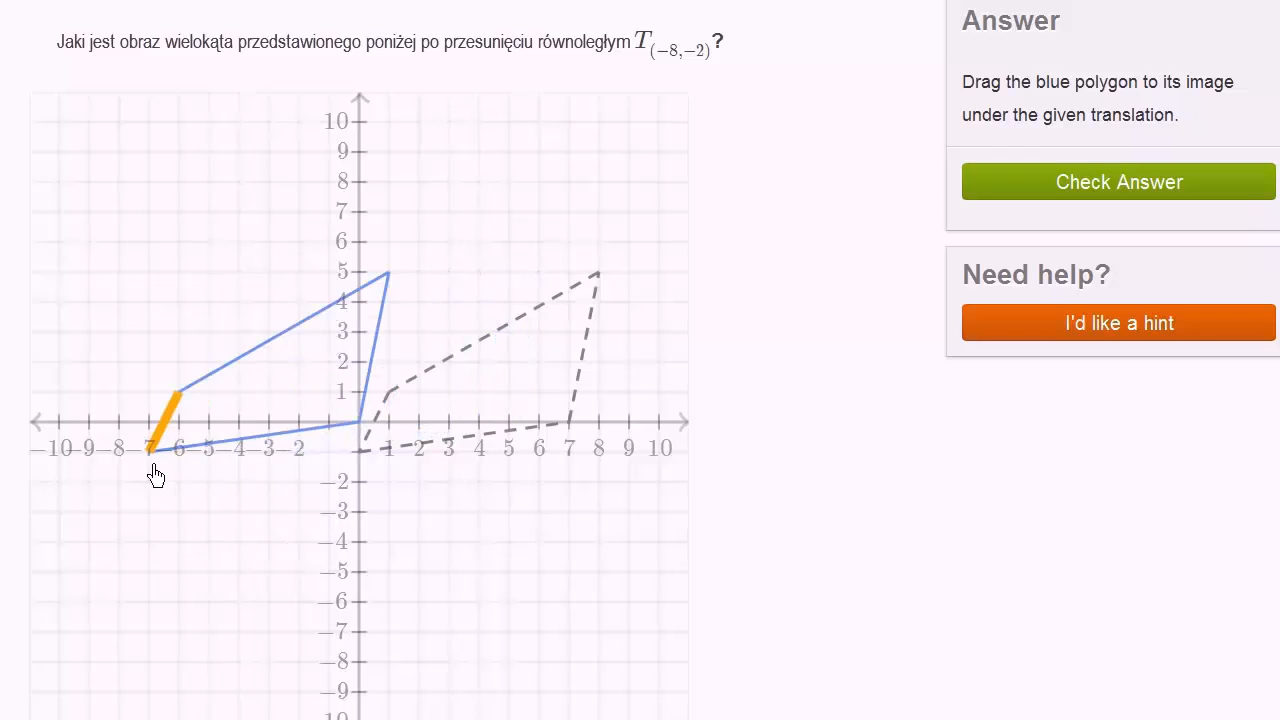 Jaki jest obraz wielokąta przedstawionego poniżej po przesunięciu równoległym T(−8,−2)?
Answer
Drag the blue polygon to its image
under the given translation.
Check Answer
Need help?
I'd like a hint
10
9
8
7
6
5
4
3
2
1
−10 −9 −8 −7 −6 −5 −4 −3 −2 1 2 3 4 5 6 7 8 9 10
−2
−3
−4
−5
−6
−7
−8
−9
10